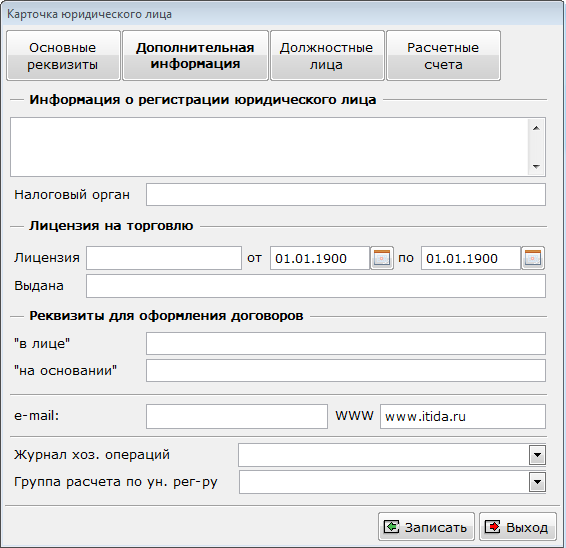 Карточка юридического лица
Основные реквизиты
Дополнительная информация
Должностные лица
Расчетные счета
Информация о регистрации юридического лица
Налоговый орган
Лицензия на торговлю
Лицензия от 01.01.1900 по 01.01.1900
Выдана
Реквизиты для оформления договоров
"в лице"
"на основании"
e-mail: WWW www.itida.ru
Журнал хоз. операций
Группа расчета по ун. рег-ру
Записать Выход